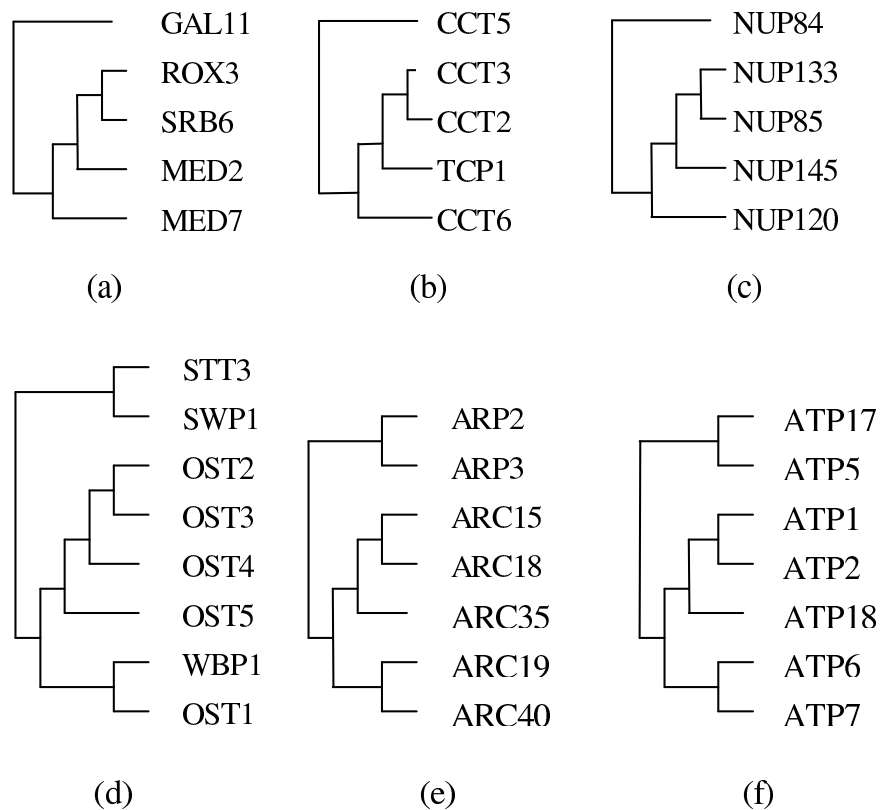 GAL11
ROX3
SRB6
MED2
MED7
(a)
CCT5
CCT3
CCT2
TCP1
CCT6
(b)
NUP84
NUP133
NUP85
NUP145
NUP120
(c)
STT3
SWP1
OST2
OST3
OST4
OST5
WBP1
OST1
(d)
ARP2
ARP3
ARC15
ARC18
ARC35
ARC19
ARC40
(e)
ATP17
ATP5
ATP1
ATP2
ATP18
ATP6
ATP7
(f)